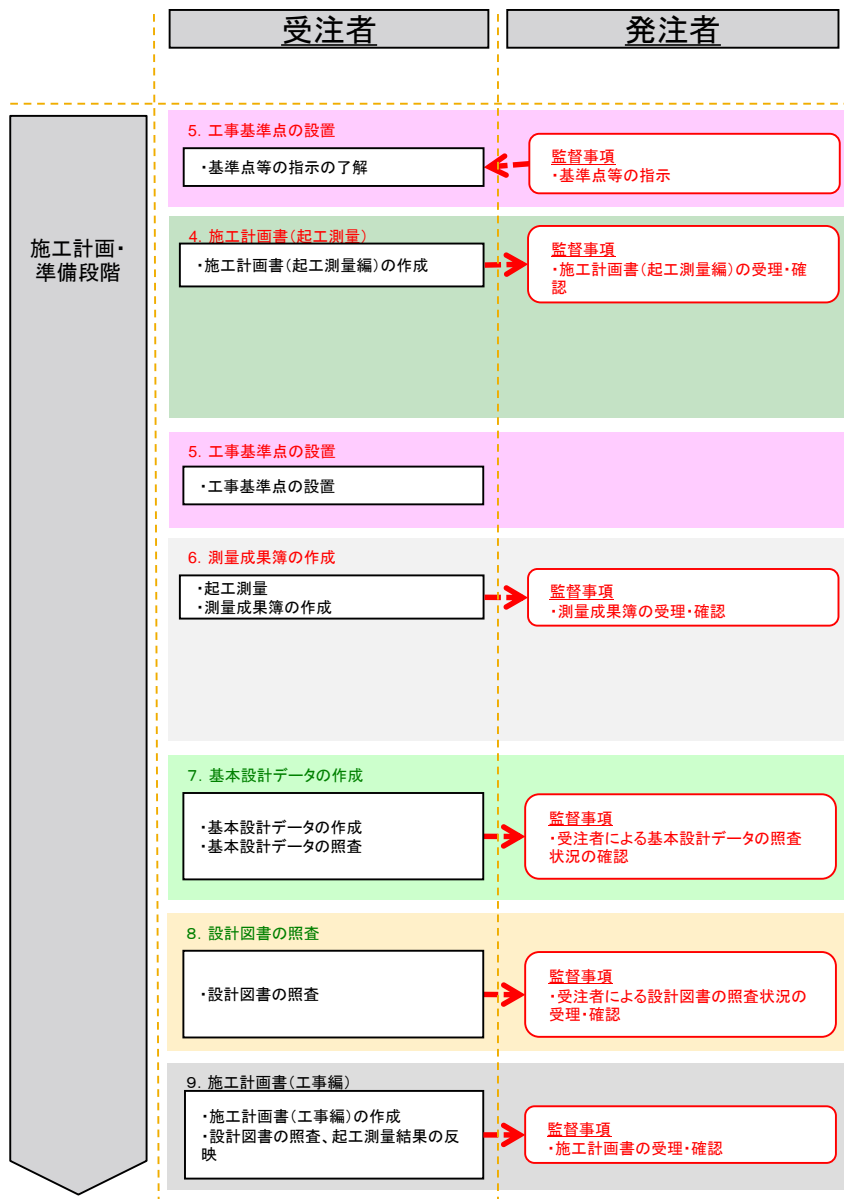 受注者
発注者
施工計画・
準備段階
5．工事基準点の設置
・基準点等の指示の了解
監督事項
・基準点等の指示
4．施工計画書（起工測量）
・施工計画書（起工測量編）の作成
監督事項
・施工計画書（起工測量編）の受理・確
認
5．工事基準点の設置
・工事基準点の設置
6．測量成果簿の作成
・起工測量
・測量成果簿の作成
監督事項
・測量成果簿の受理・確認
7．基本設計データの作成
・基本設計データの作成
・基本設計データの照査
監督事項
・受注者による基本設計データの照査
状況の確認
8．設計図書の照査
・設計図書の照査
監督事項
・受注者による設計図書の照査状況の
受理・確認
9．施工計画書（工事編）
・施工計画書（工事編）の作成
・設計図書の照査、起工測量結果の反
映
監督事項
・施工計画書の受理・確認